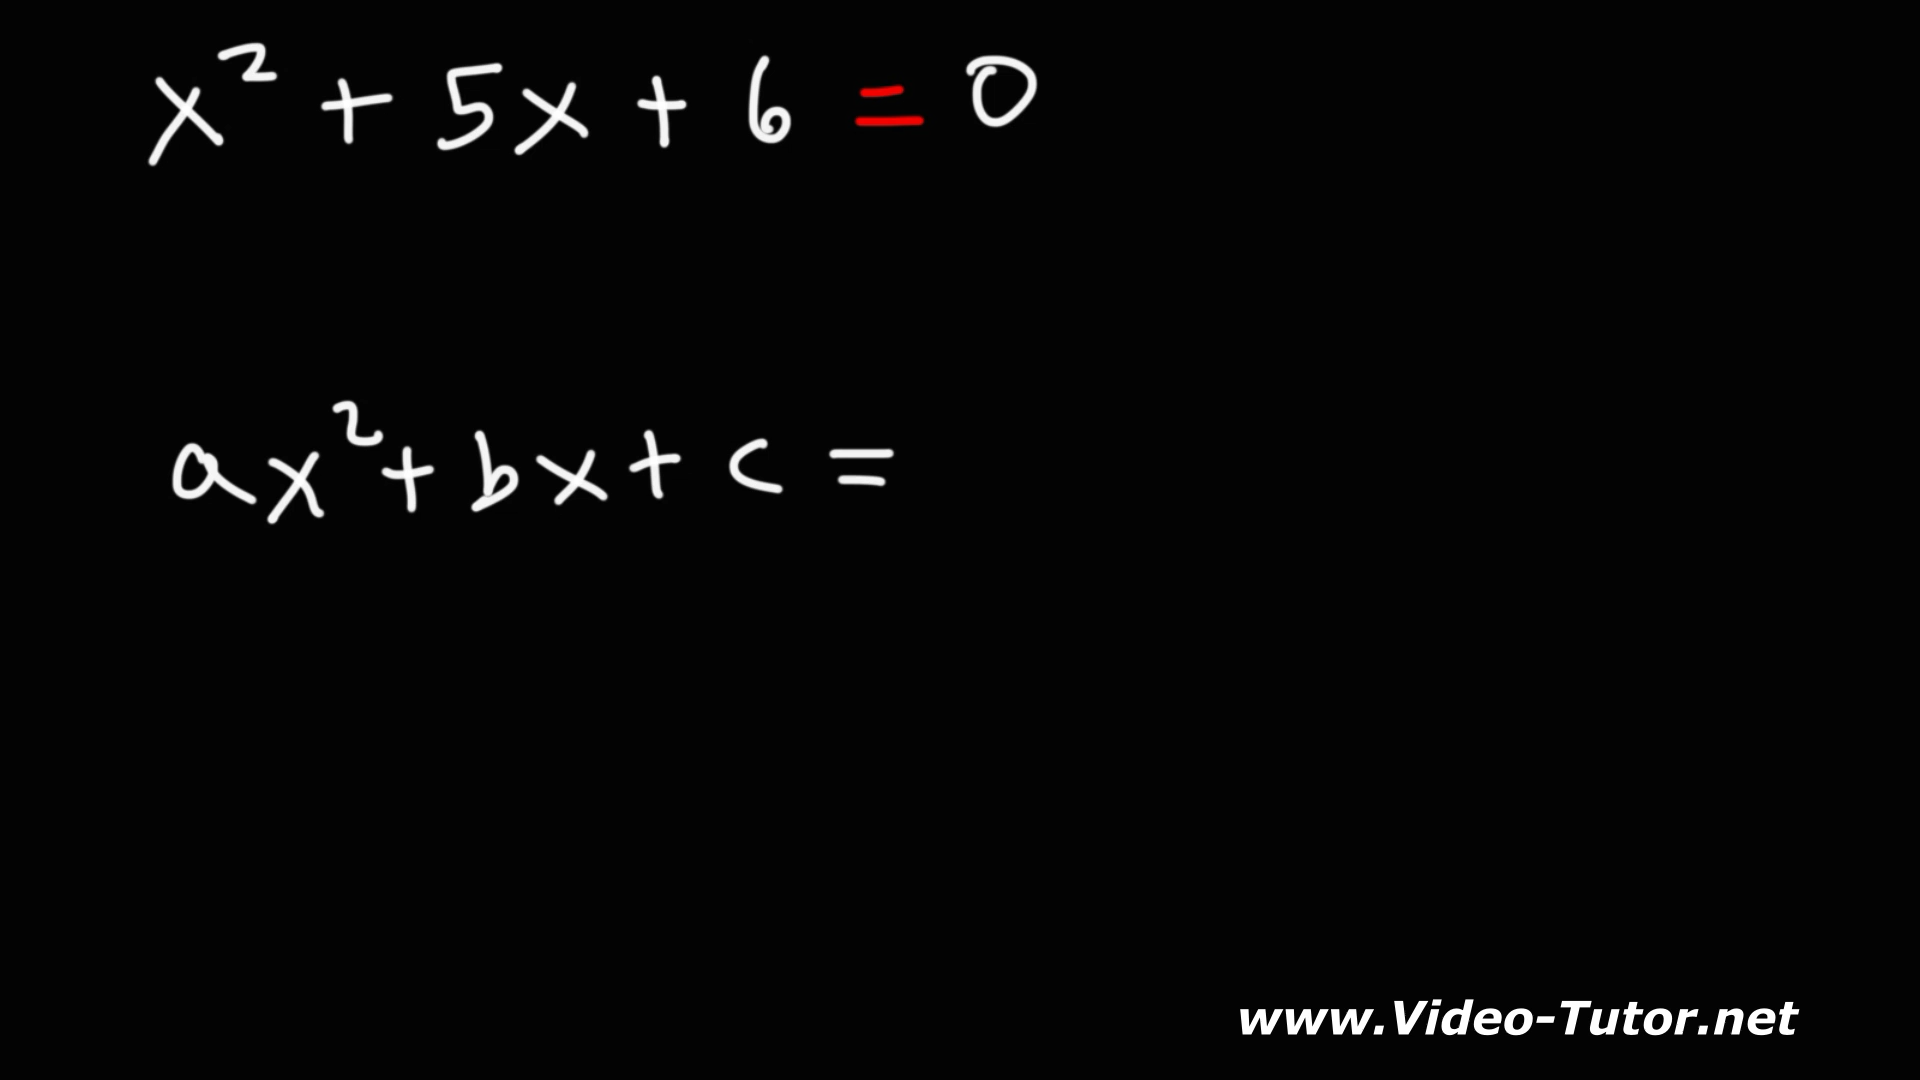 x² + 5x + 6 = 0
ax² + bx + c =
www.Video-Tutor.net